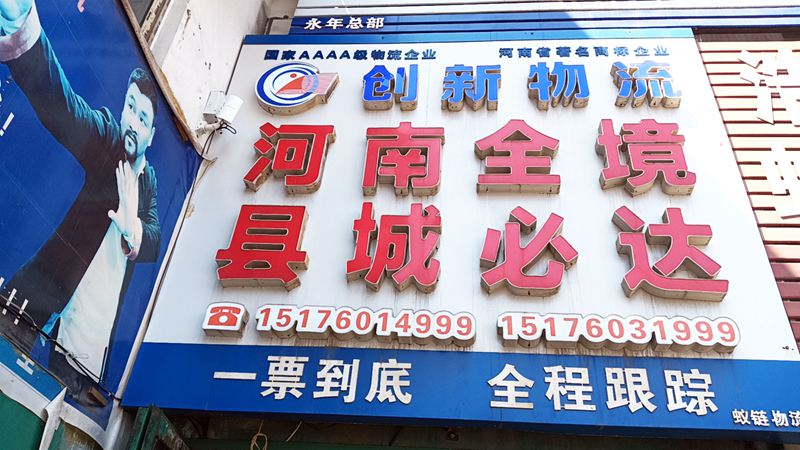 永年总部
国家AAAA级物流企业 河南省著名商标企业
创新物流
河南全境
县城必达
15176014999 15176031999
一票到底 全程跟踪
蚁链物流